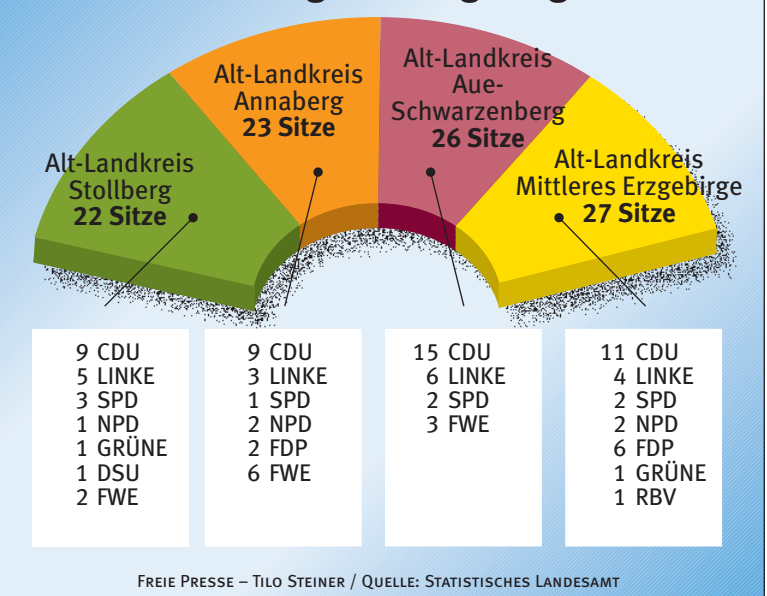 Alt-Landkreis
Stollberg
22 Sitze
Alt-Landkreis
Annaberg
23 Sitze
Alt-Landkreis
Aue-
Schwarzenberg
26 Sitze
Alt-Landkreis
Mittleres Erzgebirge
27 Sitze
9 CDU
5 LINKE
3 SPD
1 NPD
1 GRÜNE
1 DSU
2 FWE
9 CDU
3 LINKE
1 SPD
2 NPD
2 FDP
6 FWE
15 CDU
6 LINKE
2 SPD
3 FWE
11 CDU
4 LINKE
2 SPD
2 NPD
6 FDP
1 GRÜNE
1 RBV
FREIE PRESSE – TILO STEINER / QUELLE: STATISTISCHES LANDESAMT